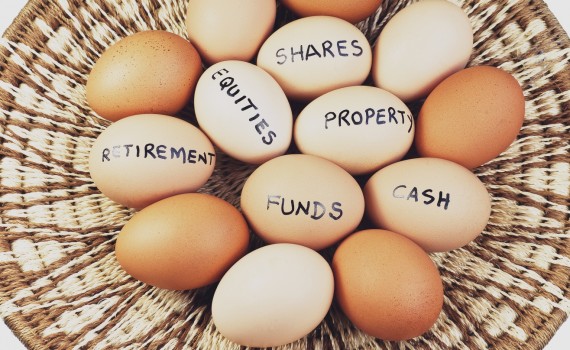 SHARES
EQUITIES
PROPERTY
RETIREMENT
FUNDS
CASH